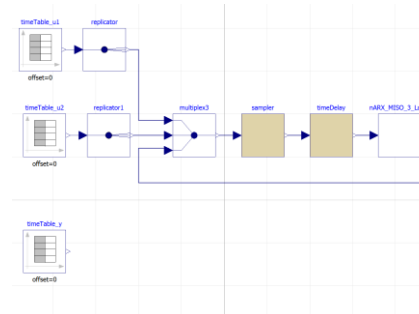 timeTable_u1
replicator
offset=0
timeTable_u2
replicator1
multiplex3
sampler
timeDelay
nARX_MISO_3_L
offset=0
timeTable_y
offset=0